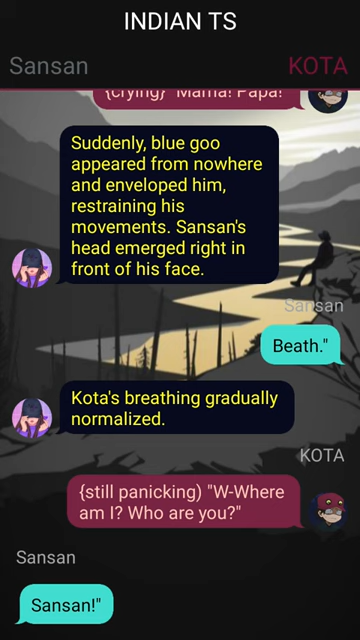 INDIAN TS
Sansan
KOTA
{crying} "Mama! Papa!"
Suddenly, blue goo
appeared from nowhere
and enveloped him,
restraining his
movements. Sansan's
head emerged right in
front of his face.
Sansan
Beath."
Kota's breathing gradually
normalized.
KOTA
{still panicking) "W-Where
am I? Who are you?"
Sansan
Sansan!"